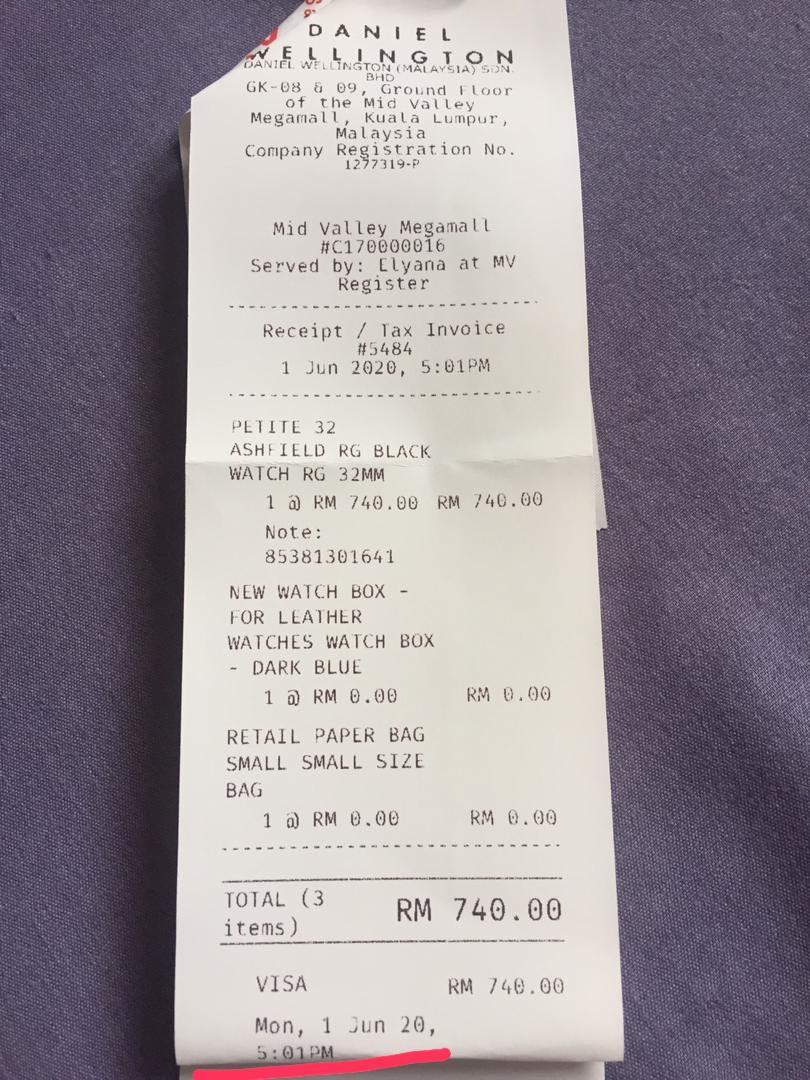 DANIEL
WELLINGTON
DANIEL WELLINGTON (MALAYSIA) SDN.
BHD
GK-08 & 09, Ground Floor
of the Mid Valley
Megamall, Kuala Lumpur,
Malaysia
Company Registration No.
1277319-P
Mid Valley Megamall
#C170000016
Served by: Elyana at MV
Register
Receipt / Tax Invoice
#5484
1 Jun 2020, 5:01PM
PETITE 32
ASHFIELD RG BLACK
WATCH RG 32MM
1 @ RM 740.00 RM 740.00
Note:
85381301641
NEW WATCH BOX -
FOR LEATHER
WATCHES WATCH BOX
- DARK BLUE
1 @ RM 0.00 RM 0.00
RETAIL PAPER BAG
SMALL SMALL SIZE
BAG
1 @ RM 0.00 RM 0.00
TOTAL (3
items) RM 740.00
VISA RM 740.00
Mon, 1 Jun 20,
5:01PM